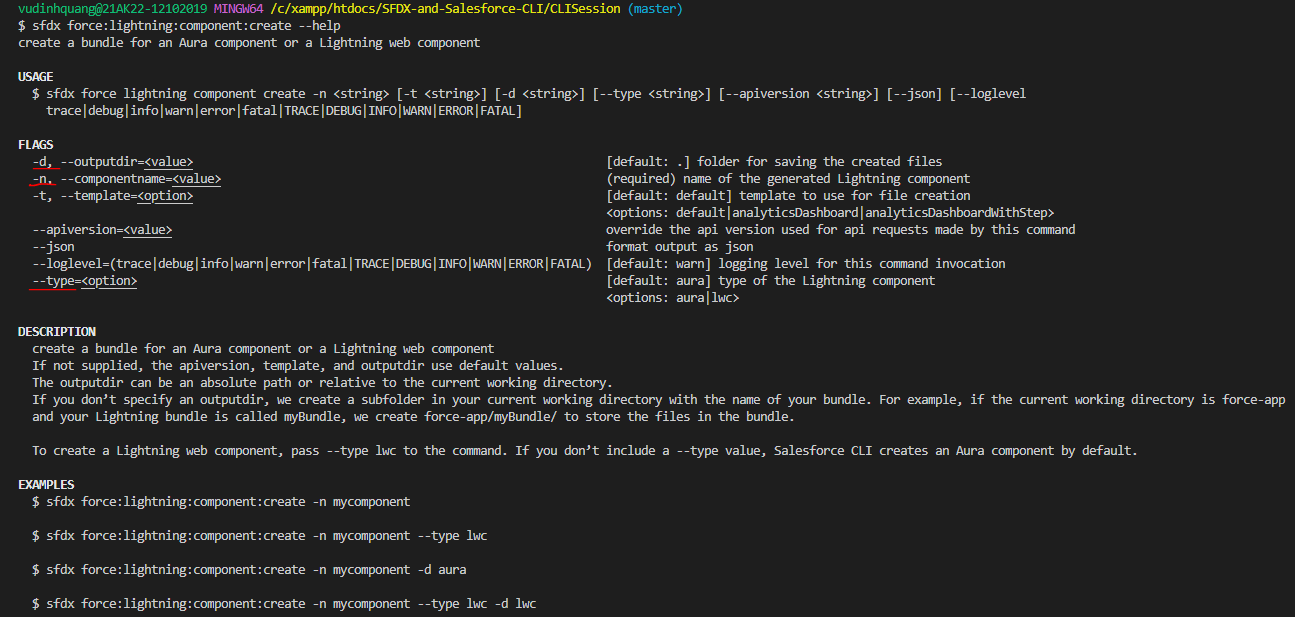 vudinhquang@21AK22-12102019 MINGW64 /c/xampp/htdocs/SFDX-and-Salesforce-CLI/CLISession (master)
$ sfdx force:lightning:component:create --help
create a bundle for an Aura component or a Lightning web component
USAGE
$ sfdx force lightning component create -n <string> [-t <string>] [-d <string>] [--type <string>] [--apiversion <string>] [--json] [--loglevel
trace|debug|info|warn|error|fatal|TRACE|DEBUG|INFO|WARN|ERROR|FATAL]
FLAGS
-d, --outputdir=<value> [default: .] folder for saving the created files
-n, --componentname=<value> (required) name of the generated Lightning component
-t, --template=<option> [default: default] template to use for file creation
<options: default|analyticsDashboard|analyticsDashboardWithStep>
--apiversion=<value> override the api version used for api requests made by this command
--json format output as json
--loglevel=(trace|debug|info|warn|error|fatal|TRACE|DEBUG|INFO|WARN|ERROR|FATAL) [default: warn] logging level for this command invocation
--type=<option> [default: aura] type of the Lightning component
<options: aura|lwc>
DESCRIPTION
create a bundle for an Aura component or a Lightning web component
If not supplied, the apiversion, template, and outputdir use default values.
The outputdir can be an absolute path or relative to the current working directory.
If you don’t specify an outputdir, we create a subfolder in your current working directory with the name of your bundle. For example, if the current working directory is force-app
and your Lightning bundle is called myBundle, we create force-app/myBundle/ to store the files in the bundle.
To create a Lightning web component, pass --type lwc to the command. If you don’t include a --type value, Salesforce CLI creates an Aura component by default.
EXAMPLES
$ sfdx force:lightning:component:create -n mycomponent
$ sfdx force:lightning:component:create -n mycomponent --type lwc
$ sfdx force:lightning:component:create -n mycomponent -d aura
$ sfdx force:lightning:component:create -n mycomponent --type lwc -d lwc